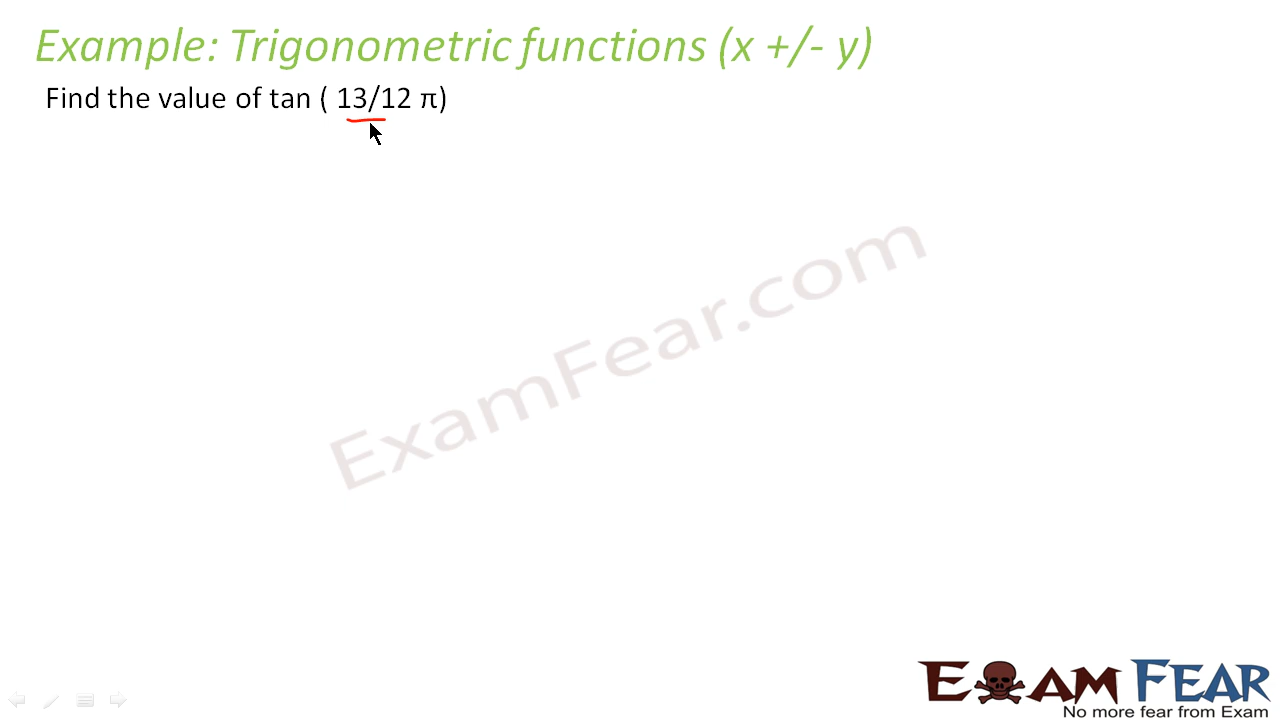 Example: Trigonometric functions (x +/- y)
Find the value of tan ( 13/12 π)
ExamFear.com
EXAM FEAR
No more fear from Exam